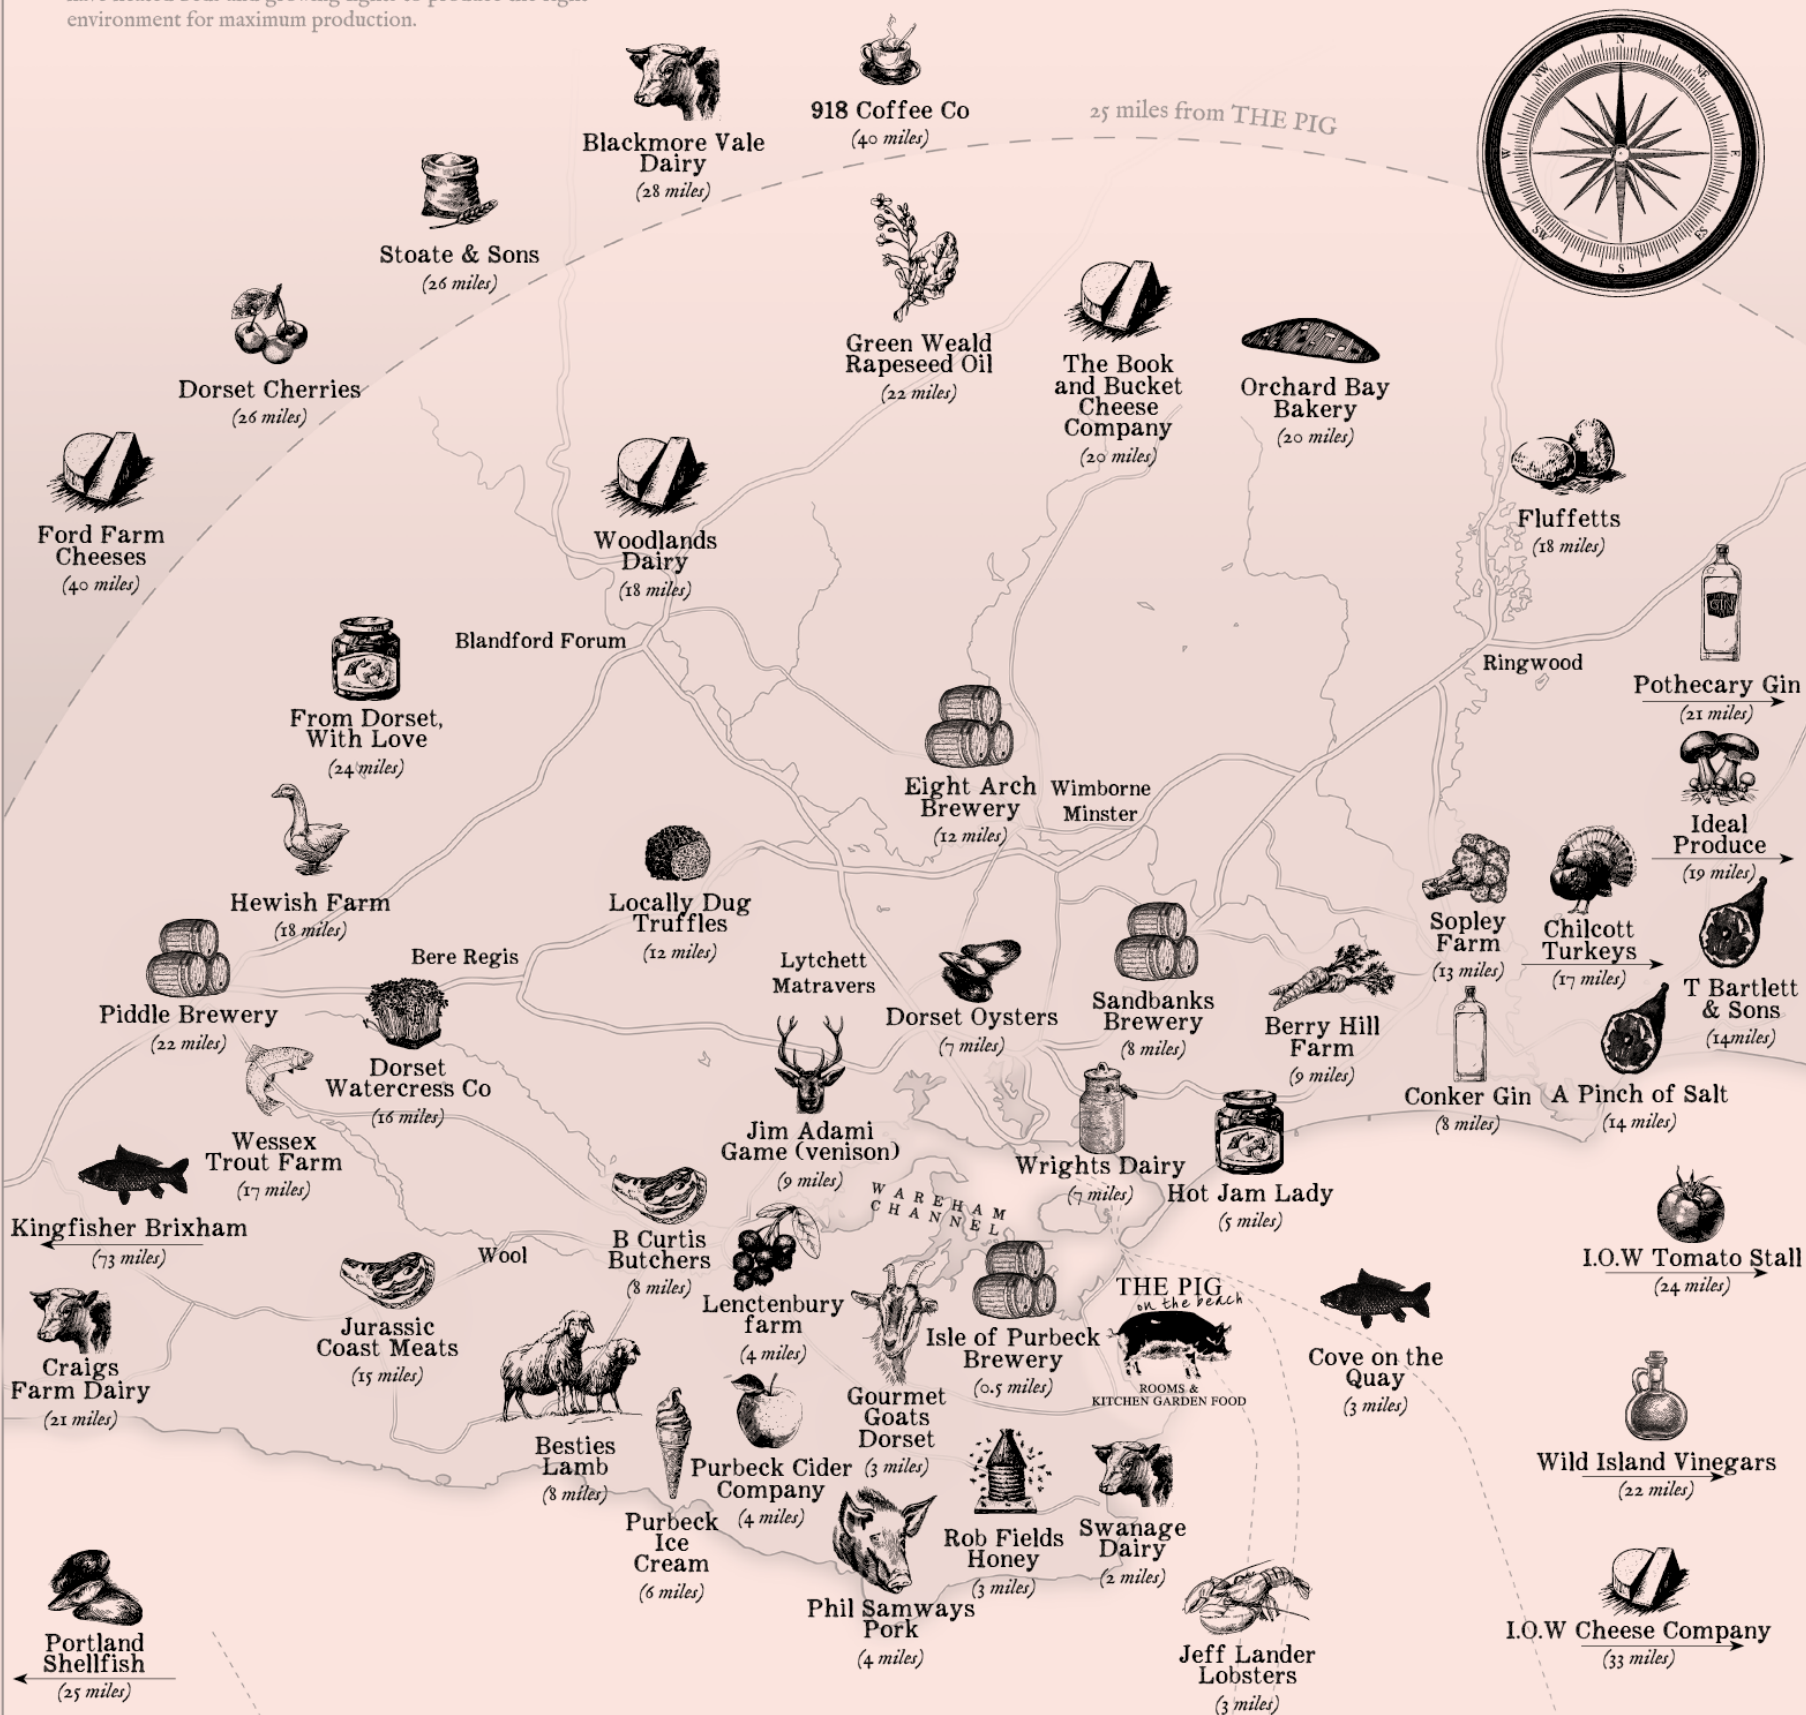 environment for maximum production.
918 Coffee Co
(40 miles)
Blackmore Vale
Dairy
(28 miles)
25 miles from THE PIG
N
NE
E
ES
S
SW
W
NW
Stoate & Sons
(26 miles)
Dorset Cherries
(26 miles)
Green Weald
Rapeseed Oil
(22 miles)
The Book
and Bucket
Cheese
Company
(20 miles)
Orchard Bay
Bakery
(20 miles)
Ford Farm
Cheeses
(40 miles)
Woodlands
Dairy
(18 miles)
Fluffetts
(18 miles)
Blandford Forum
Ringwood
GIN
Pothecary Gin
(21 miles)
From Dorset,
With Love
(24 miles)
Eight Arch
Brewery
(12 miles)
Wimborne
Minster
Ideal
Produce
(19 miles)
Hewish Farm
(18 miles)
Locally Dug
Truffles
(12 miles)
Sopley
Farm
(13 miles)
Chilcott
Turkeys
(17 miles)
T Bartlett
& Sons
(14miles)
Bere Regis
Lytchett
Matravers
Piddle Brewery
(22 miles)
Dorset Oysters
(7 miles)
Sandbanks
Brewery
(8 miles)
Berry Hill
Farm
(9 miles)
Dorset
Watercress Co
(16 miles)
Conker Gin
(8 miles)
A Pinch of Salt
(14 miles)
Wessex
Trout Farm
(17 miles)
Jim Adami
Game (venison)
(9 miles)
Wrights Dairy
(7 miles)
Hot Jam Lady
(5 miles)
WAREHAM
CHANNEL
Kingfisher Brixham
(73 miles)
Wool
B Curtis
Butchers
(8 miles)
I.O.W Tomato Stall
(24 miles)
Lenctenbury
farm
(4 miles)
THE PIG
on the beach
ROOMS &
KITCHEN GARDEN FOOD
Isle of Purbeck
Brewery
(0.5 miles)
Jurassic
Coast Meats
(15 miles)
Cove on the
Quay
(3 miles)
Craigs
Farm Dairy
(21 miles)
Gourmet
Goats
Dorset
(3 miles)
Besties
Lamb
(8 miles)
Purbeck Cider
Company
(4 miles)
Wild Island Vinegars
(22 miles)
Purbeck
Ice
Cream
(6 miles)
Rob Fields
Honey
(3 miles)
Swanage
Dairy
(2 miles)
Phil Samways
Pork
(4 miles)
Portland
Shellfish
(25 miles)
Jeff Lander
Lobsters
(3 miles)
I.O.W Cheese Company
(33 miles)